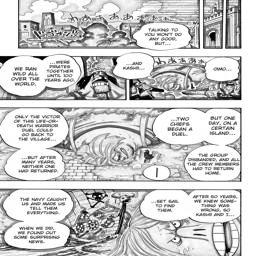 TALKING TO
YOU WON'T DO
ANY GOOD,
BUT...
OIMO...
...AND
KASHI...
...WERE
PIRATES
TOGETHER
UNTIL 100
YEARS AGO.
WE RAN
WILD ALL
OVER THE
WORLD.
BUT ONE
DAY, ON A
CERTAIN
ISLAND...
...TWO
CHIEFS
BEGAN A
DUEL.
THE GROUP
DISBANDED, AND
ALL THE CREW
MEMBERS HAD
TO RETURN
HOME.
ONLY THE VICTOR
OF THIS LIFE-OR-
DEATH WARRIOR
DUEL COULD
GO BACK TO
THE VILLAGE...
...BUT AFTER
MANY YEARS,
NEITHER ONE
HAD RETURNED.
AFTER 50 YEARS,
WE KNEW SOME-
THING WAS
WRONG, SO
KASHI AND I...
...SET SAIL
TO FIND
THEM.
THE NAVY CAUGHT
US AND MADE US
TELL THEM
EVERYTHING.
WHEN WE DID,
WE FOUND OUT
SOME SURPRISING
NEWS.